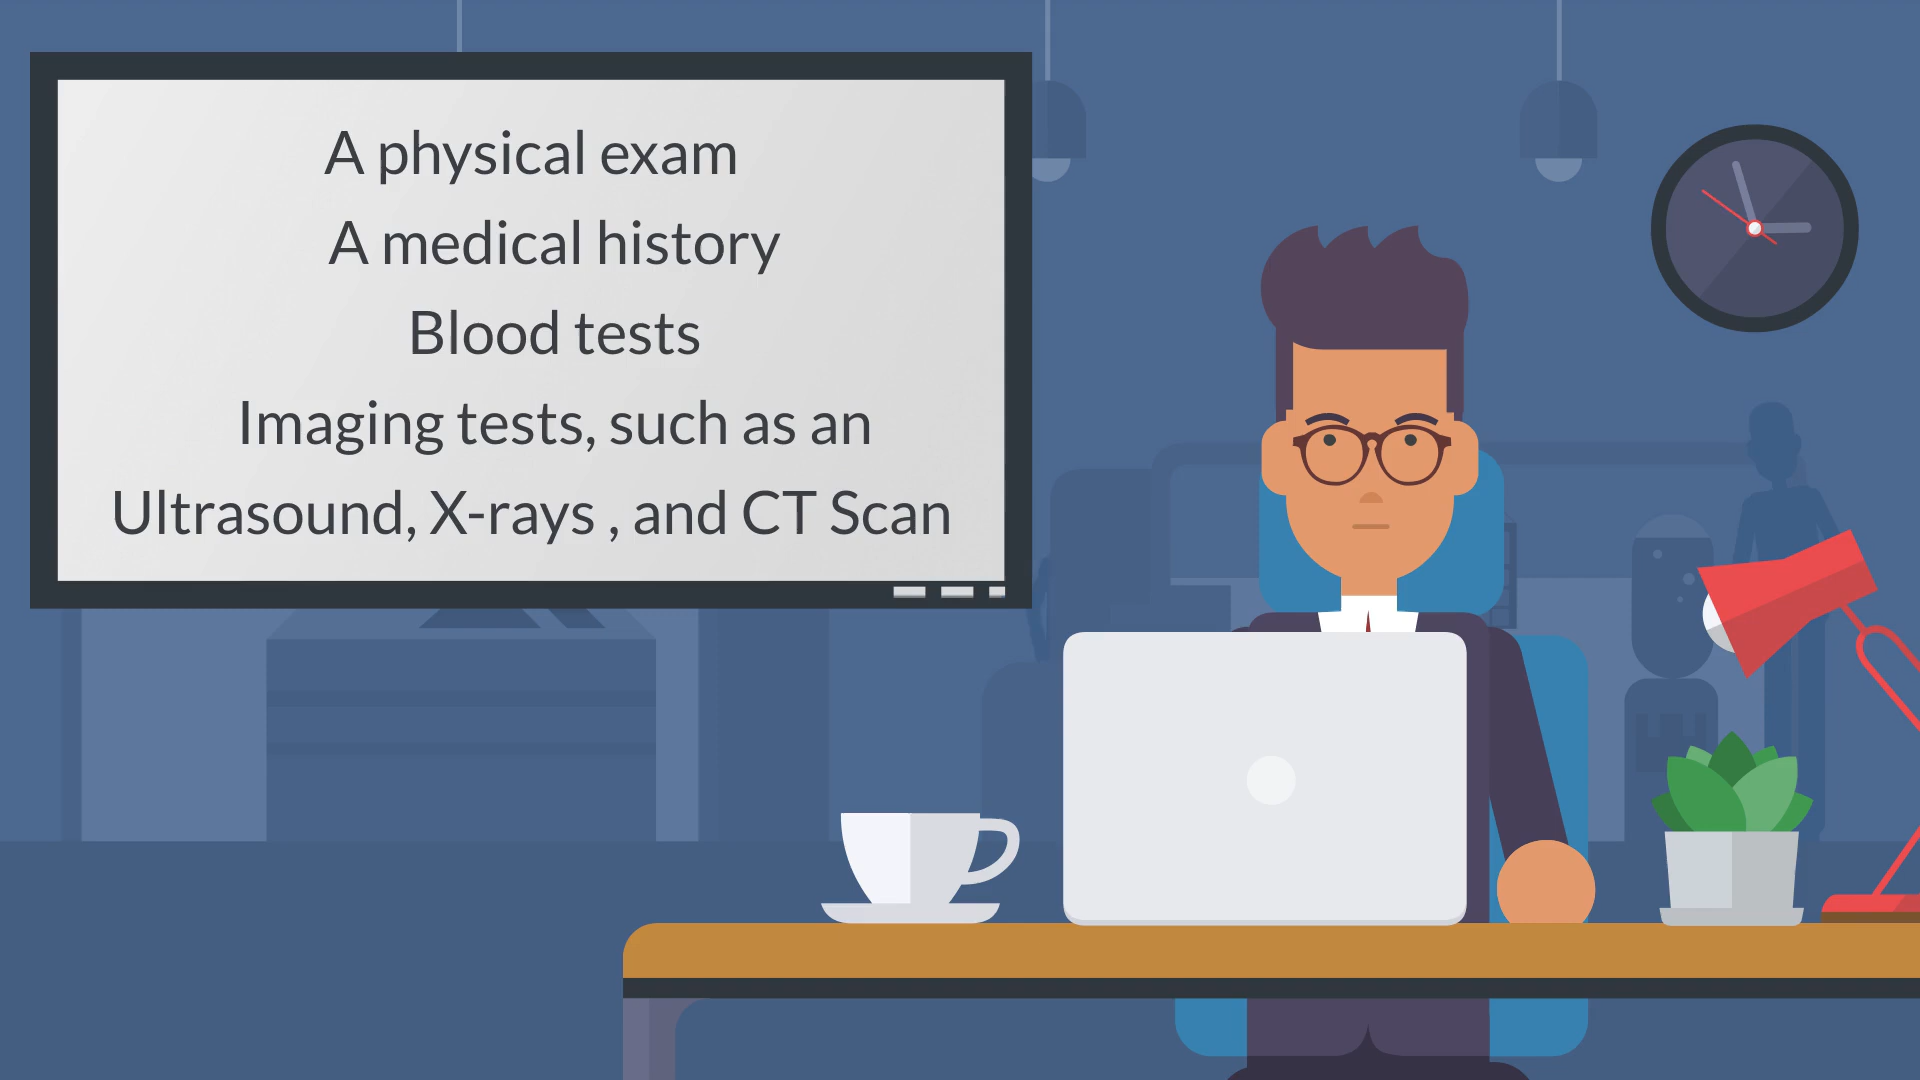 A physical exam
A medical history
Blood tests
Imaging tests, such as an
Ultrasound, X-rays , and CT Scan